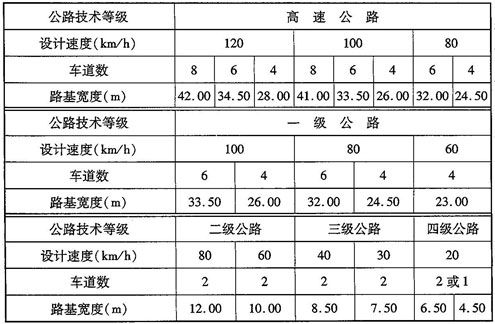 公路技术等级 高速公路
设计速度(km/h) 120 100 80
车道数 8 6 4 8 6 4 6 4
路基宽度(m) 42.00 34.50 28.00 41.00 33.50 26.00 32.00 24.50
公路技术等级 一级公路
设计速度(km/h) 100 80 60
车道数 6 4 6 4 4
路基宽度(m) 33.50 26.00 32.00 24.50 23.00
公路技术等级 二级公路 三级公路 四级公路
设计速度(km/h) 80 60 40 30 20
车道数 2 2 2 2 2或1
路基宽度(m) 12.00 10.00 8.50 7.50 6.50 4.50